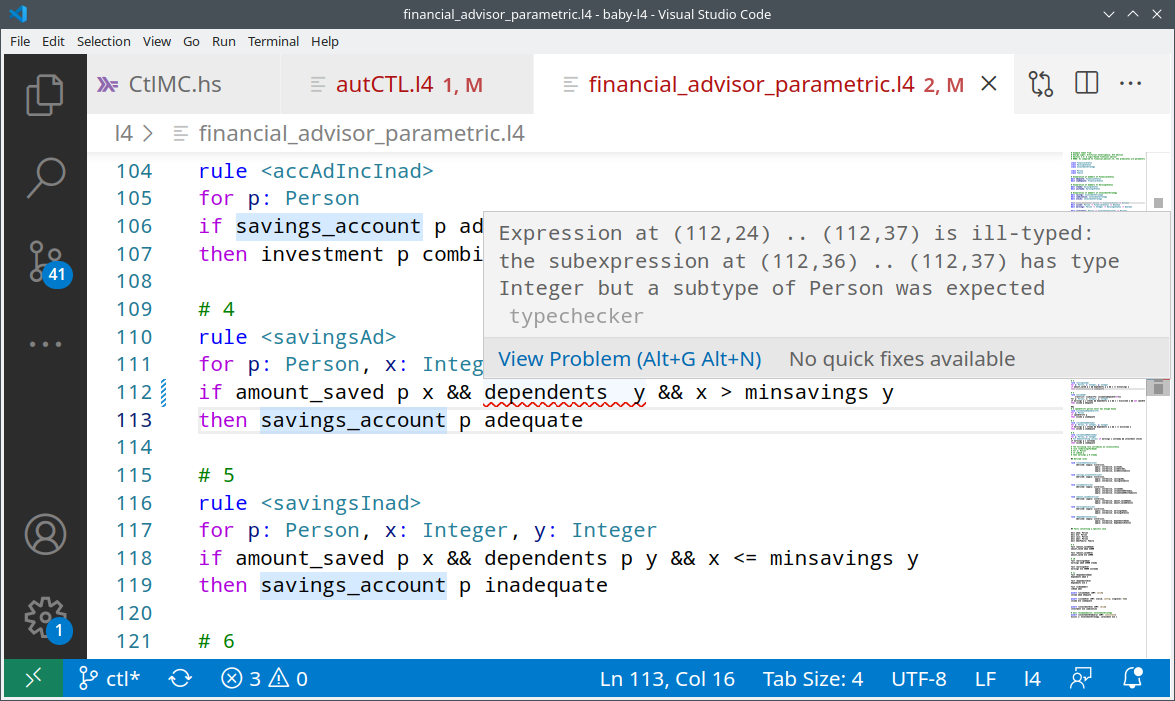 financial_advisor_parametric.l4 - baby-l4 - Visual Studio Code
File Edit Selection View Go Run Terminal Help
CtIMC.hs autCTL.l4 1, M financial_advisor_parametric.l4 2, M
l4 > financial_advisor_parametric.l4
104 rule <accAdIncInad>
105 for p: Person
106 if savings_account p ad
107 then investment p combi
108
109 # 4
110 rule <savingsAd>
111 for p: Person, x: Integ
Expression at (112,24) .. (112,37) is ill-typed:
the subexpression at (112,36) .. (112,37) has type
Integer but a subtype of Person was expected
typechecker
View Problem (Alt+G Alt+N) No quick fixes available
112 if amount_saved p x && dependents  y && x > minsavings y
113 then savings_account p adequate
114
115 # 5
116 rule <savingsInad>
117 for p: Person, x: Integer, y: Integer
118 if amount_saved p x && dependents p y && x <= minsavings y
119 then savings_account p inadequate
120
121 # 6
41
1
ctl* 3 0 Ln 113, Col 16 Tab Size: 4 UTF-8 LF l4